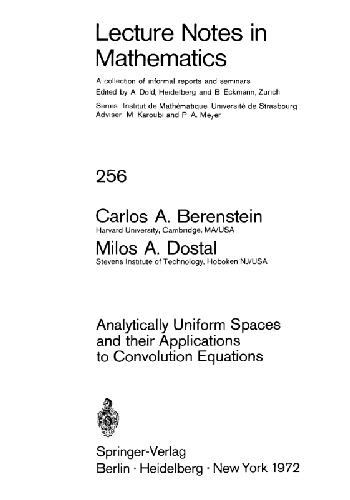 Lecture Notes in
Mathematics
A collection of informal reports and seminars
Edited by A. Dold, Heidelberg and B. Eckmann, Zürich
Series: Institut de Mathématique, Université de Strasbourg
Adviser: M. Karoubi and P. A. Meyer
256
Carlos A. Berenstein
Harvard University, Cambridge, MA/USA
Milos A. Dostal
Stevens Institute of Technology, Hoboken NJ/USA
Analytically Uniform Spaces
and their Applications
to Convolution Equations
Springer-Verlag
Berlin · Heidelberg · New York 1972